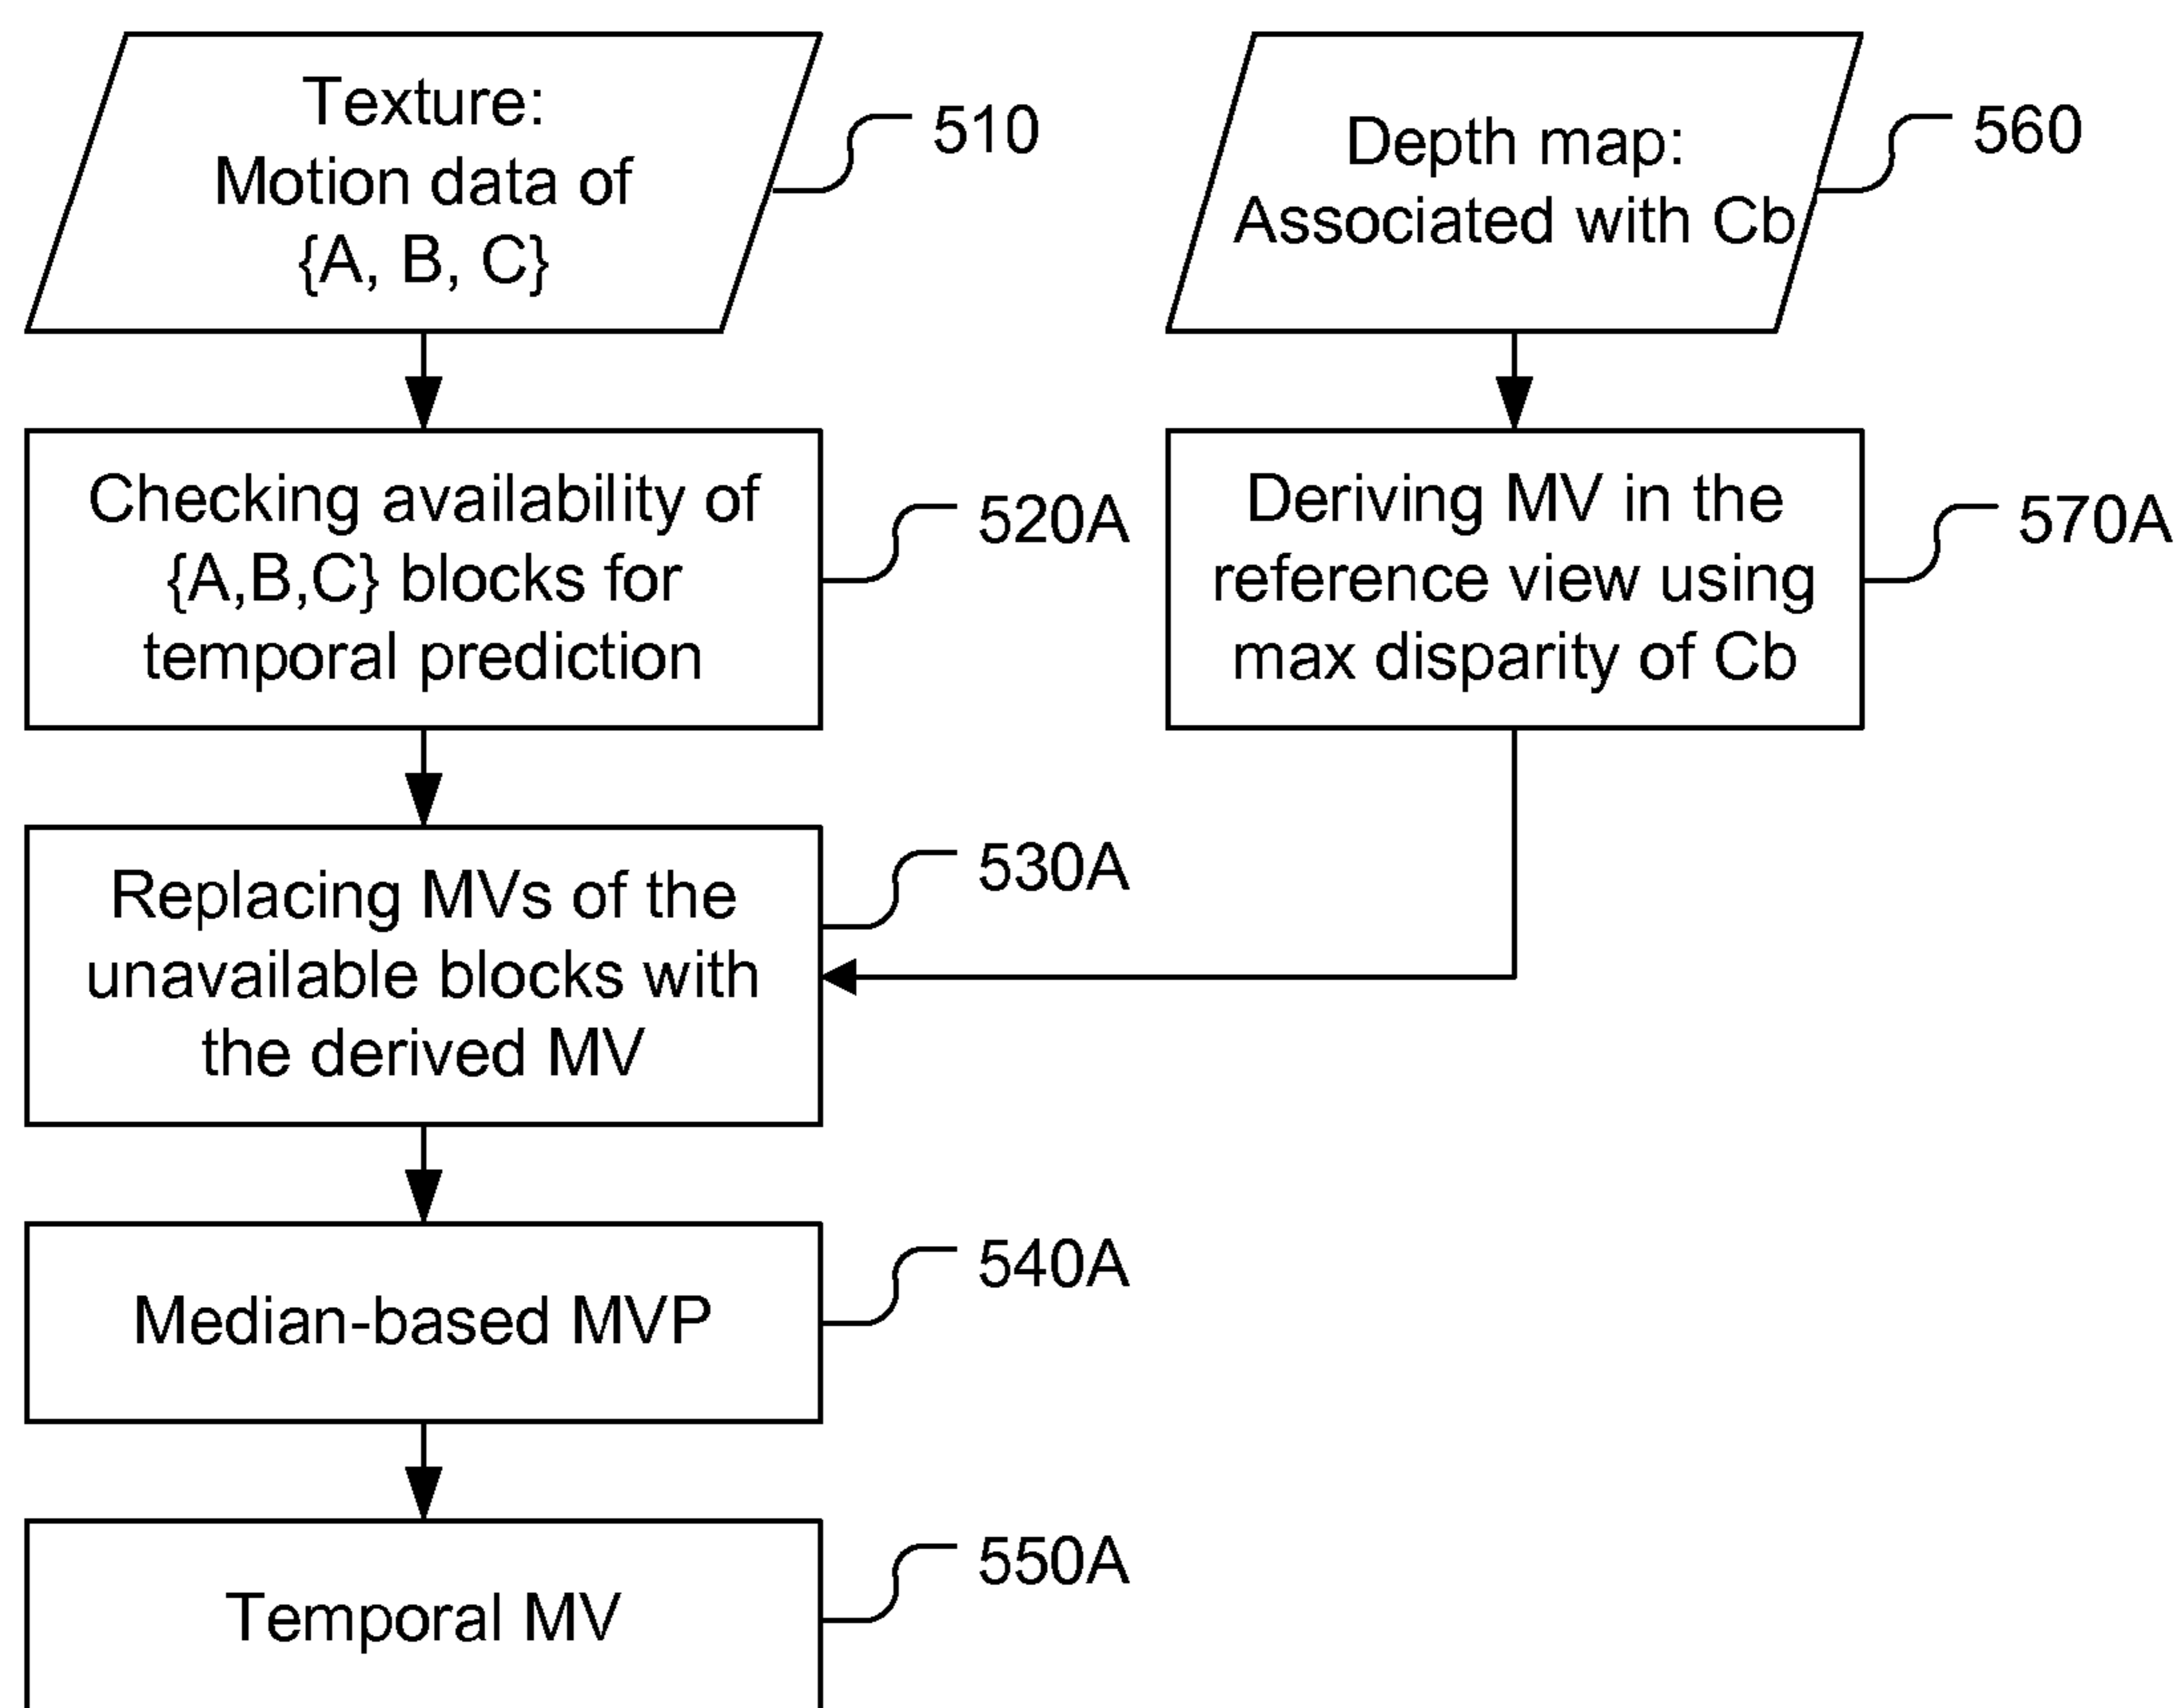 Texture:
Motion data of
{A, B, C}
510
Depth map:
Associated with Cb
560
Checking availability of
{A,B,C} blocks for
temporal prediction
520A
Deriving MV in the
reference view using
max disparity of Cb
570A
Replacing MVs of the
unavailable blocks with
the derived MV
530A
Median-based MVP
540A
Temporal MV
550A